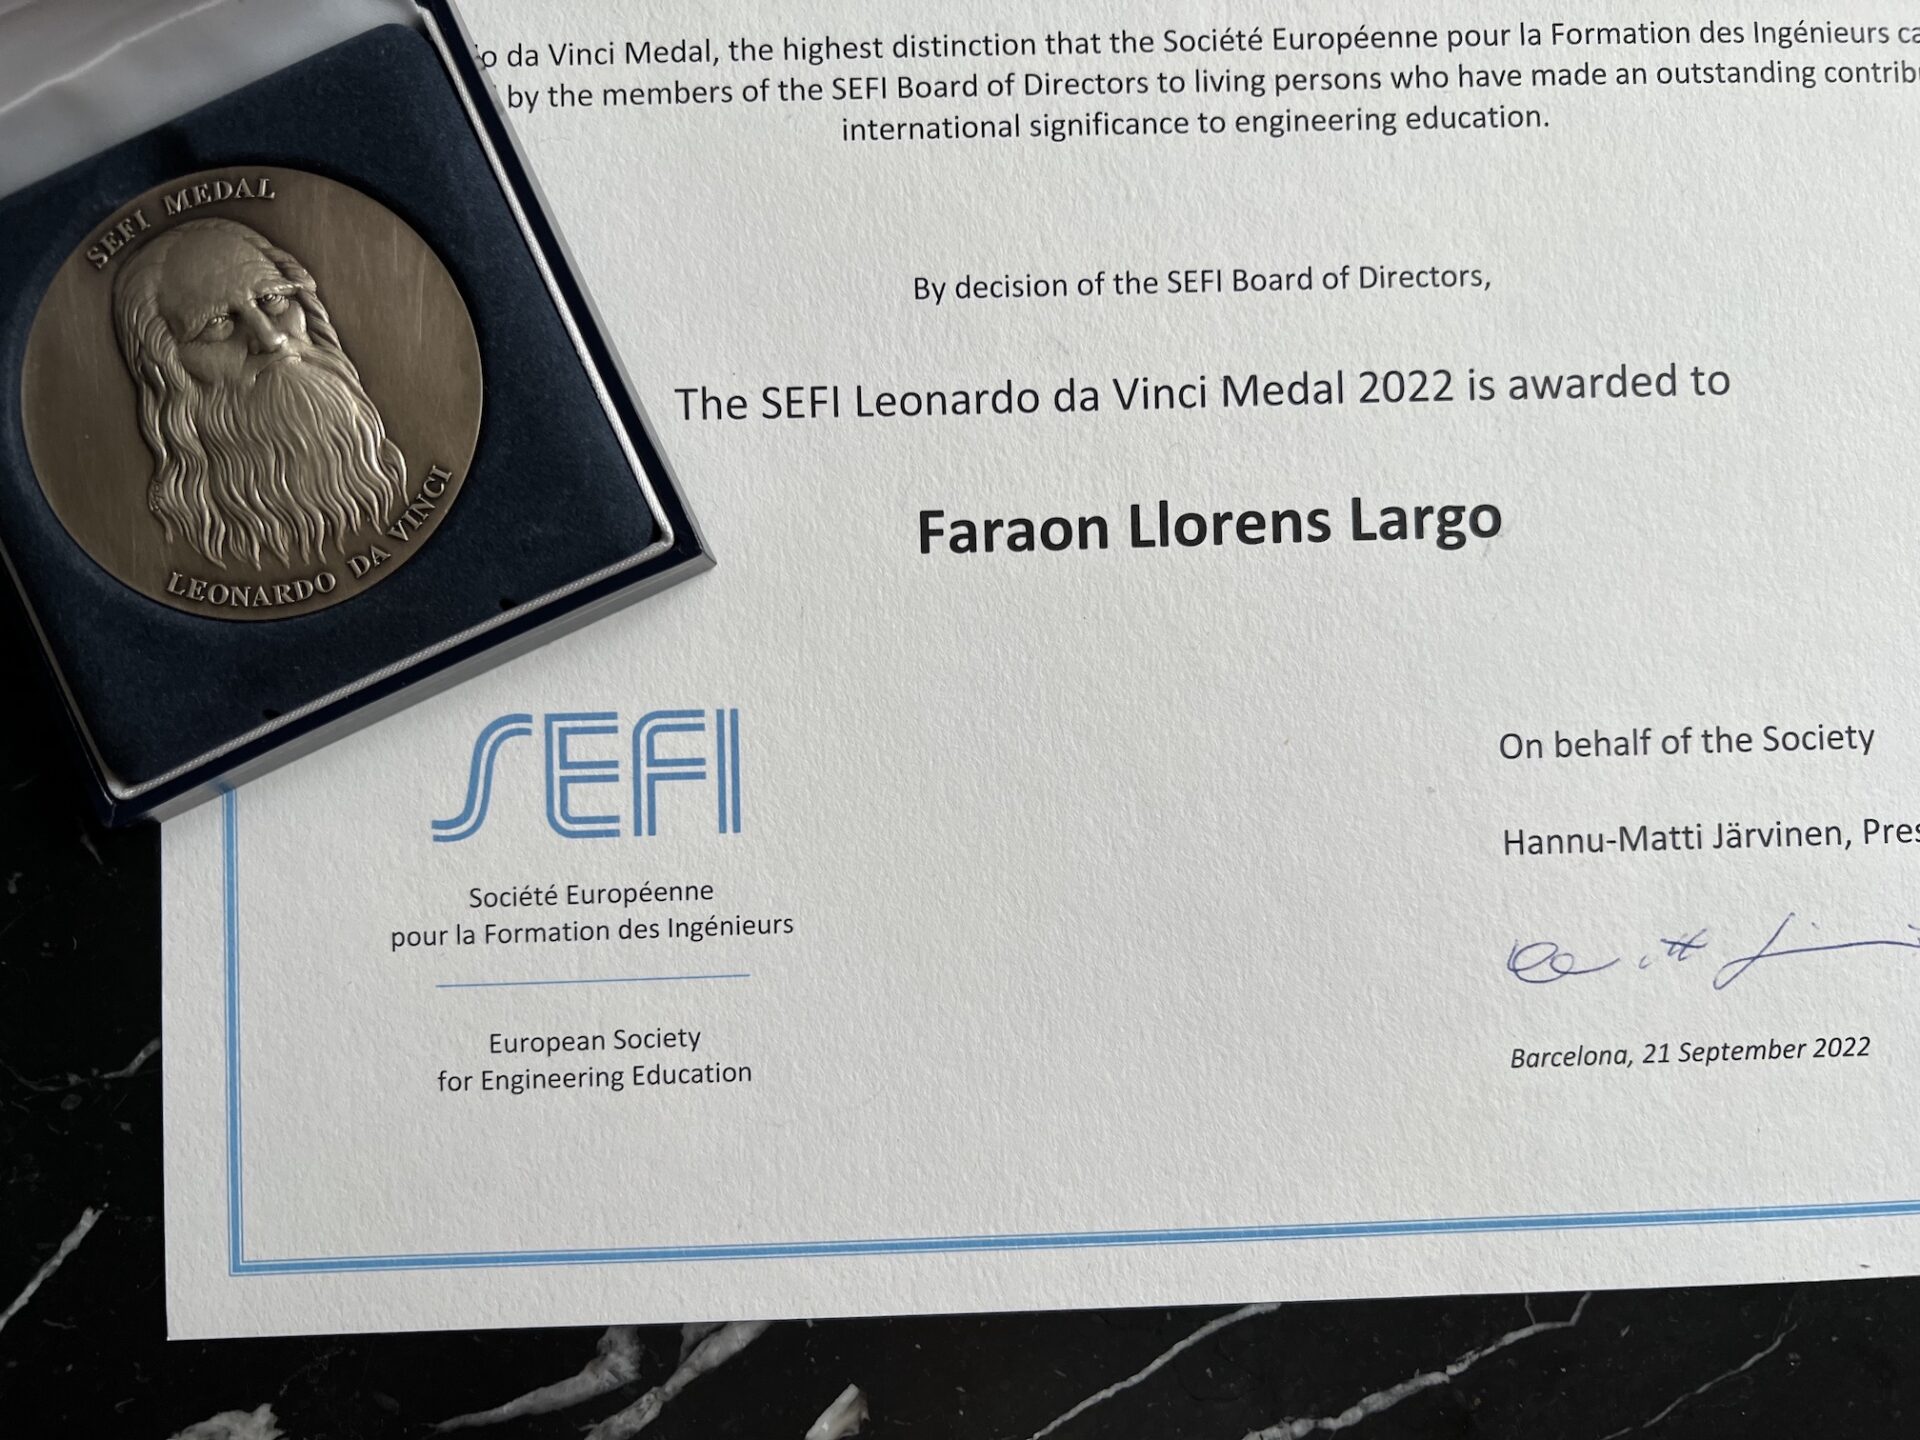 SEFI MEDAL
LEONARDO DA VINCI
da Vinci Medal, the highest distinction that the Société Européenne pour la Formation des Ingénieurs
by the members of the SEFI Board of Directors to living persons who have made an outstanding
international significance to engineering education.
By decision of the SEFI Board of Directors,
The SEFI Leonardo da Vinci Medal 2022 is awarded to
Faraon Llorens Largo
SEFI
Société Européenne
pour la Formation des Ingénieurs
European Society
for Engineering Education
On behalf of the Society
Hannu-Matti Järvinen,
Barcelona, 21 September 2022